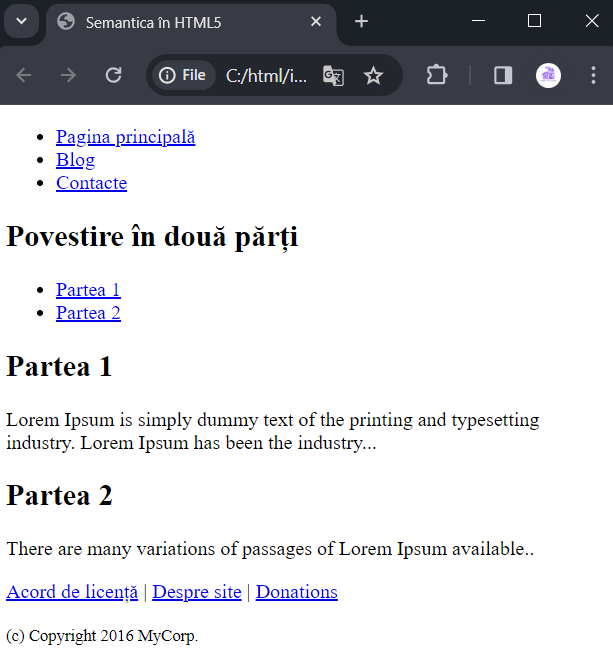 Semantica în HTML5
File C:/html/i...
Pagina principală
Blog
Contacte
Povestire în două părți
Partea 1
Partea 2
Partea 1
Lorem Ipsum is simply dummy text of the printing and typesetting
industry. Lorem Ipsum has been the industry...
Partea 2
There are many variations of passages of Lorem Ipsum available..
Acord de licență | Despre site | Donations
(c) Copyright 2016 MyCorp.